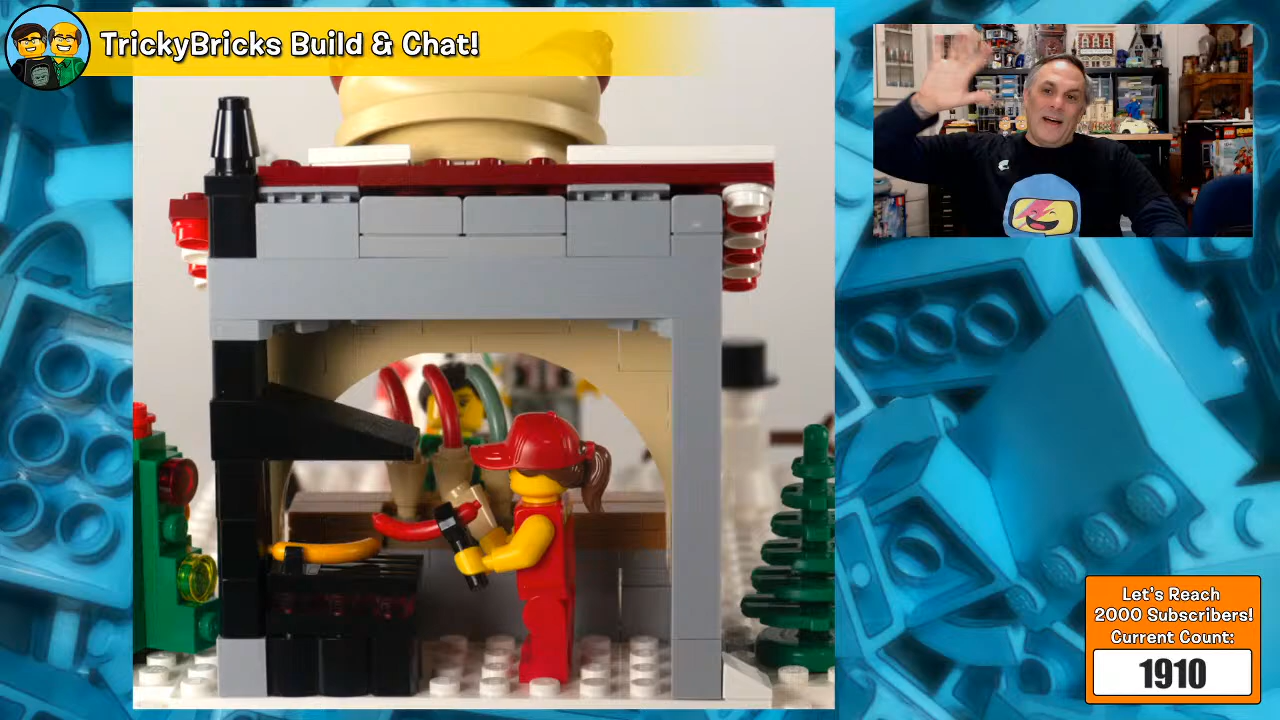 TrickyBricks Build & Chat!
Let's Reach
2000 Subscribers!
Current Count:
1910